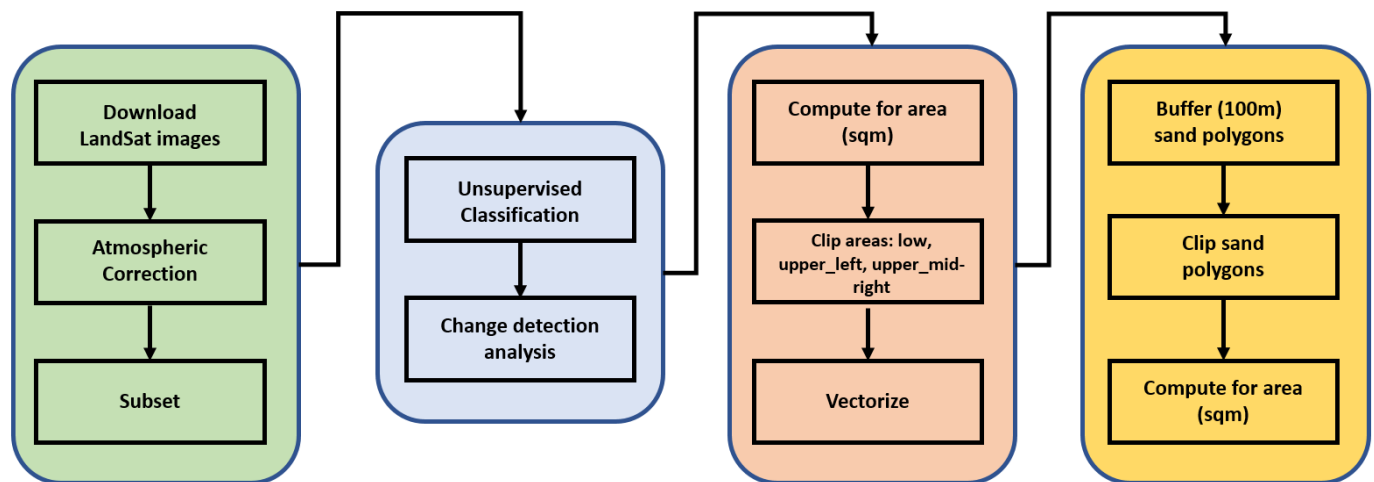 Download
LandSat images
Atmospheric
Correction
Subset
Unsupervised
Classification
Change detection
analysis
Compute for area
(sqm)
Clip areas: low,
upper_left, upper_mid-
right
Vectorize
Buffer (100m)
sand polygons
Clip sand
polygons
Compute for area
(sqm)